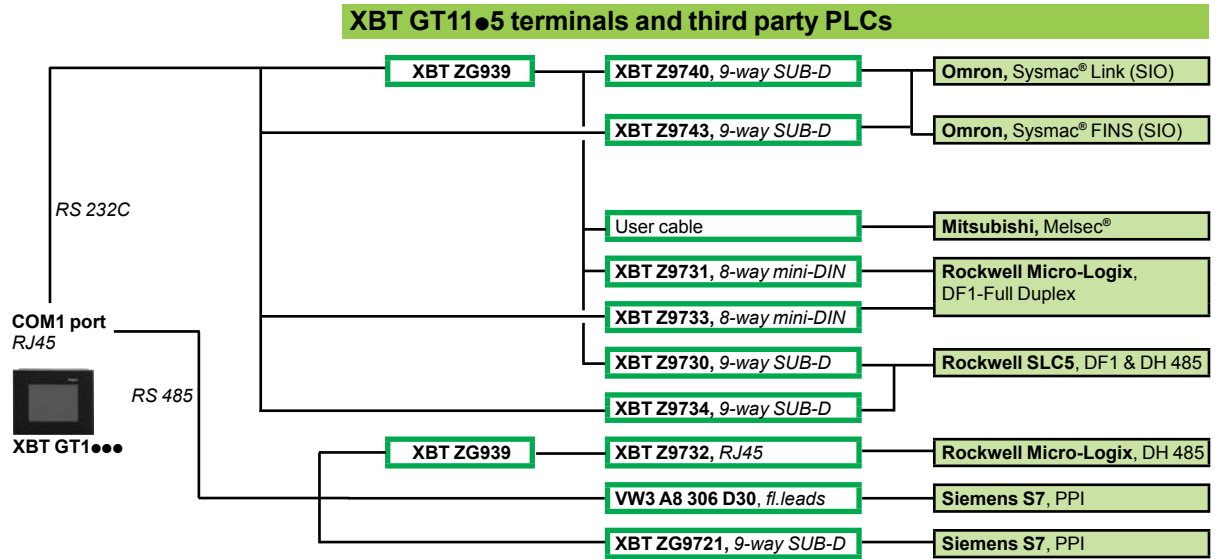 XBT GT11●5 terminals and third party PLCs
XBT ZG939
XBT Z9740, 9-way SUB-D
Omron, Sysmac® Link (SIO)
XBT Z9743, 9-way SUB-D
Omron, Sysmac® FINS (SIO)
RS 232C
User cable
Mitsubishi, Melsec®
XBT Z9731, 8-way mini-DIN
Rockwell Micro-Logix,
DF1-Full Duplex
XBT Z9733, 8-way mini-DIN
COM1 port
RJ45
XBT Z9730, 9-way SUB-D
Rockwell SLC5, DF1 & DH 485
RS 485
XBT Z9734, 9-way SUB-D
XBT GT1●●●
XBT ZG939
XBT Z9732, RJ45
Rockwell Micro-Logix, DH 485
VW3 A8 306 D30, fl.leads
Siemens S7, PPI
XBT ZG9721, 9-way SUB-D
Siemens S7, PPI